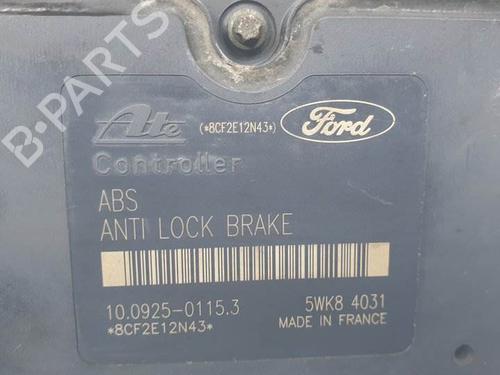 B-PARTS
Ate
(*8CF2E12N43*)
Ford
Controller
ABS
ANTI LOCK BRAKE
10.0925-0115.3
5WK8 4031
*8CF2E12N43*
MADE IN FRANCE